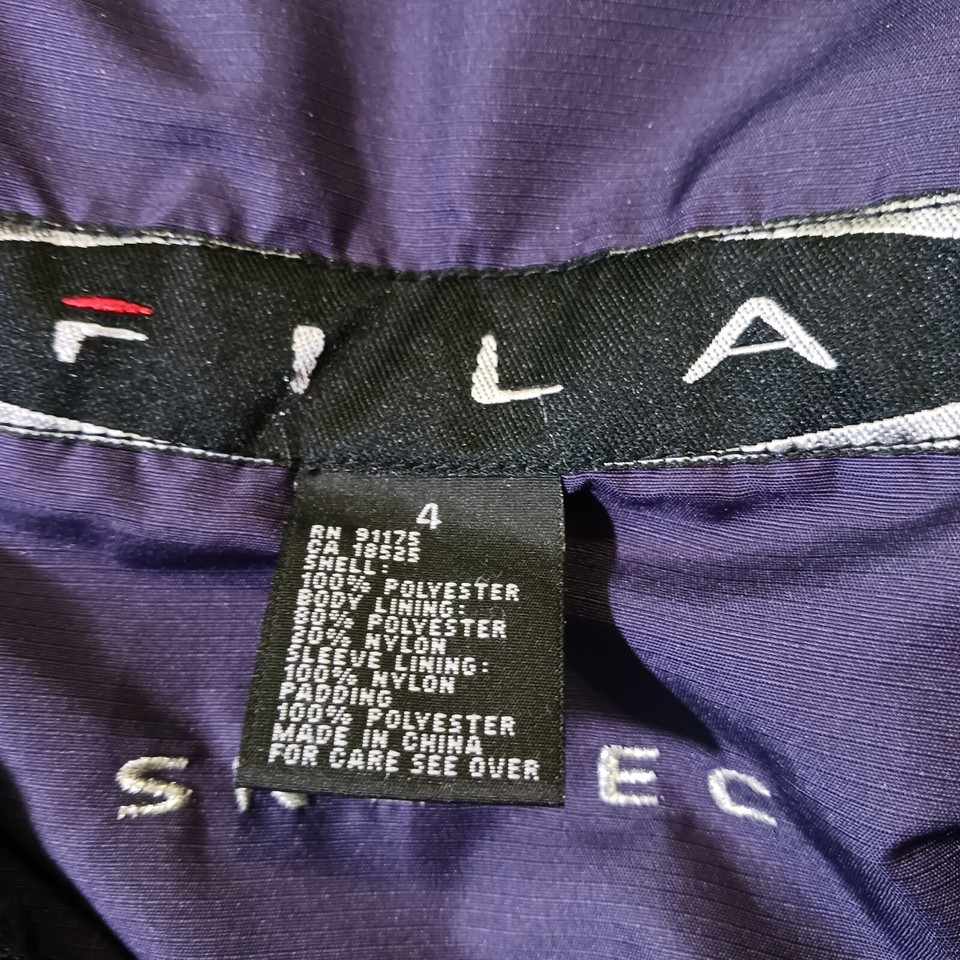 FILA
4
RN 91175
CA 18525
SHELL:
100% POLYESTER
BODY LINING:
80% POLYESTER
20% NYLON
SLEEVE LINING:
100% NYLON
PADDING
100% POLYESTER
MADE IN CHINA
FOR CARE SEE OVER